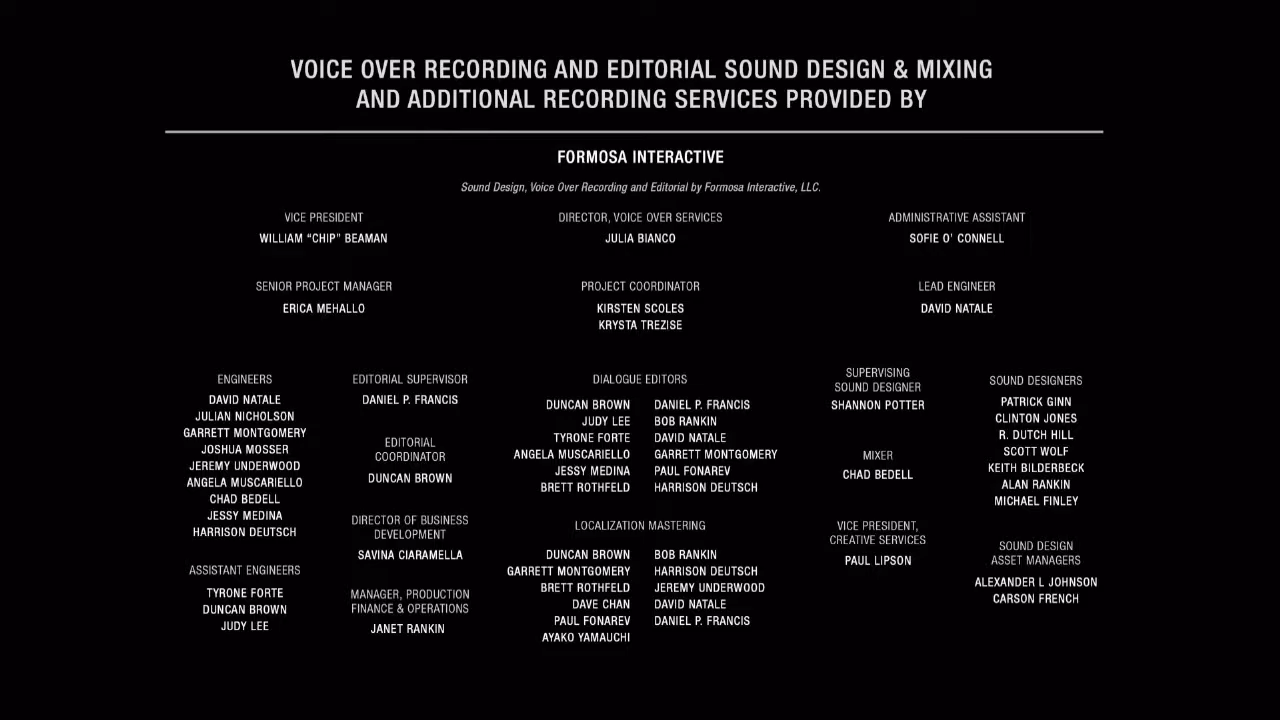 VOICE OVER RECORDING AND EDITORIAL SOUND DESIGN & MIXING
AND ADDITIONAL RECORDING SERVICES PROVIDED BY
FORMOSA INTERACTIVE
Sound Design, Voice Over Recording and Editorial by Formosa Interactive, LLC.
VICE PRESIDENT
WILLIAM “CHIP” BEAMAN
DIRECTOR, VOICE OVER SERVICES
JULIA BIANCO
ADMINISTRATIVE ASSISTANT
SOFIE O' CONNELL
SENIOR PROJECT MANAGER
ERICA MEHALLO
PROJECT COORDINATOR
KIRSTEN SCOLES
KRYSTA TREZISE
LEAD ENGINEER
DAVID NATALE
ENGINEERS
DAVID NATALE
JULIAN NICHOLSON
GARRETT MONTGOMERY
JOSHUA MOSSER
JEREMY UNDERWOOD
ANGELA MUSCARIELLO
CHAD BEDELL
JESSY MEDINA
HARRISON DEUTSCH
ASSISTANT ENGINEERS
TYRONE FORTE
DUNCAN BROWN
JUDY LEE
EDITORIAL SUPERVISOR
DANIEL P. FRANCIS
EDITORIAL
COORDINATOR
DUNCAN BROWN
DIRECTOR OF BUSINESS
DEVELOPMENT
SAVINA CIARAMELLA
MANAGER, PRODUCTION
FINANCE & OPERATIONS
JANET RANKIN
DIALOGUE EDITORS
DUNCAN BROWN DANIEL P. FRANCIS
JUDY LEE BOB RANKIN
TYRONE FORTE DAVID NATALE
ANGELA MUSCARIELLO GARRETT MONTGOMERY
JESSY MEDINA PAUL FONAREV
BRETT ROTHFELD HARRISON DEUTSCH
LOCALIZATION MASTERING
DUNCAN BROWN BOB RANKIN
GARRETT MONTGOMERY HARRISON DEUTSCH
BRETT ROTHFELD JEREMY UNDERWOOD
DAVE CHAN DAVID NATALE
PAUL FONAREV DANIEL P. FRANCIS
AYAKO YAMAUCHI
SUPERVISING
SOUND DESIGNER
SHANNON POTTER
MIXER
CHAD BEDELL
VICE PRESIDENT,
CREATIVE SERVICES
PAUL LIPSON
SOUND DESIGNERS
PATRICK GINN
CLINTON JONES
R. DUTCH HILL
SCOTT WOLF
KEITH BILDERBECK
ALAN RANKIN
MICHAEL FINLEY
SOUND DESIGN
ASSET MANAGERS
ALEXANDER L JOHNSON
CARSON FRENCH